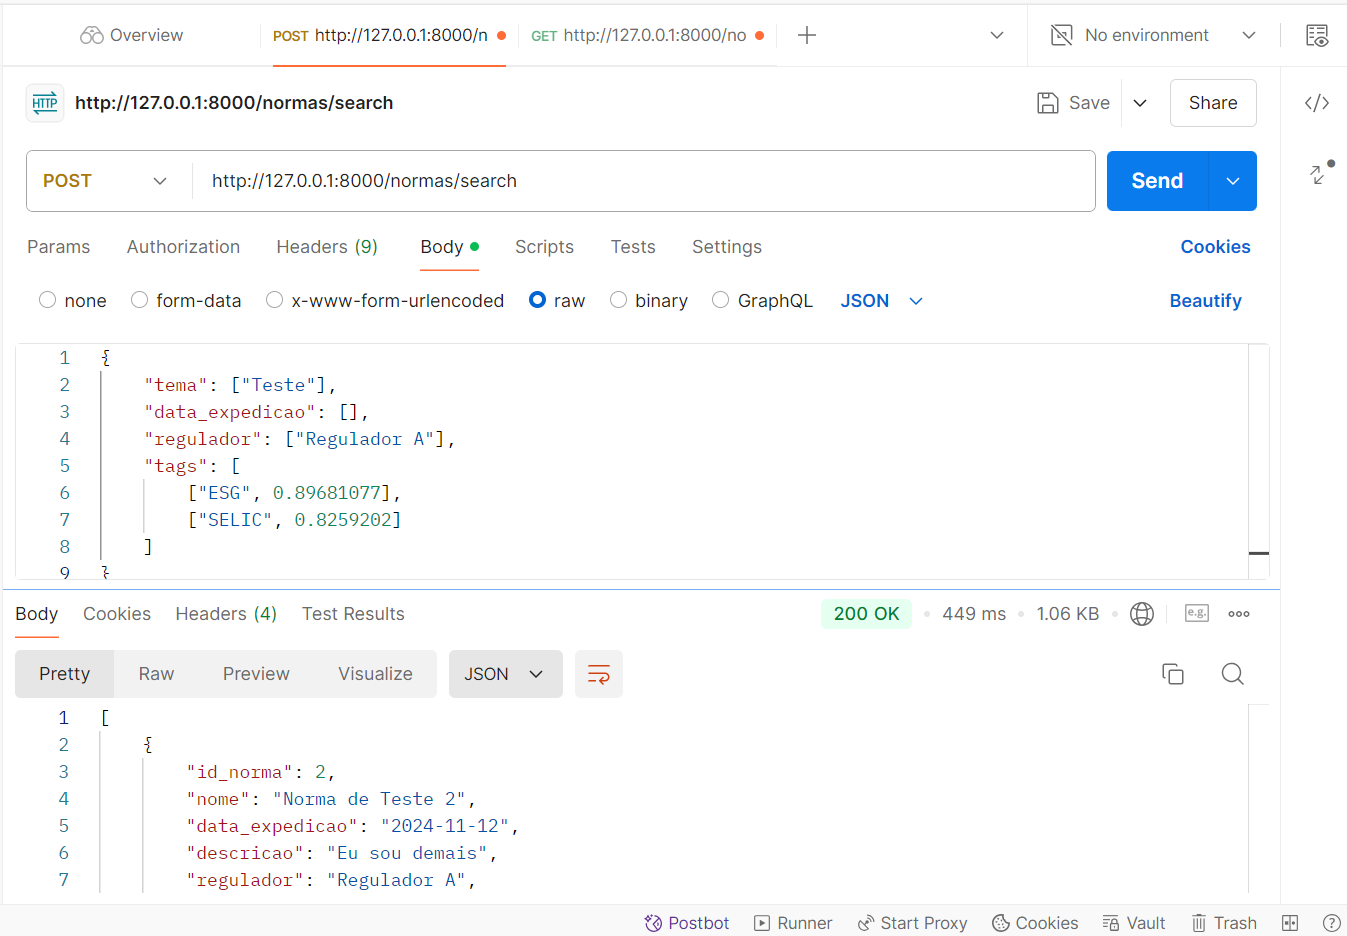 Overview
POST http://127.0.0.1:8000/n
GET http://127.0.0.1:8000/no
No environment
HTTP http://127.0.0.1:8000/normas/search
Save
Share
POST
http://127.0.0.1:8000/normas/search
Send
Params Authorization Headers (9) Body Scripts Tests Settings Cookies
none form-data x-www-form-urlencoded raw binary GraphQL JSON Beautify
1 {
2 "tema": ["Teste"],
3 "data_expedicao": [],
4 "regulador": ["Regulador A"],
5 "tags": [
6 ["ESG", 0.89681077],
7 ["SELIC", 0.8259202]
8 ]
9 }
Body Cookies Headers (4) Test Results 200 OK 449 ms 1.06 KB e.g.
Pretty Raw Preview Visualize JSON
1 [
2 {
3 "id_norma": 2,
4 "nome": "Norma de Teste 2",
5 "data_expedicao": "2024-11-12",
6 "descricao": "Eu sou demais",
7 "regulador": "Regulador A",
Postbot Runner Start Proxy Cookies Vault Trash